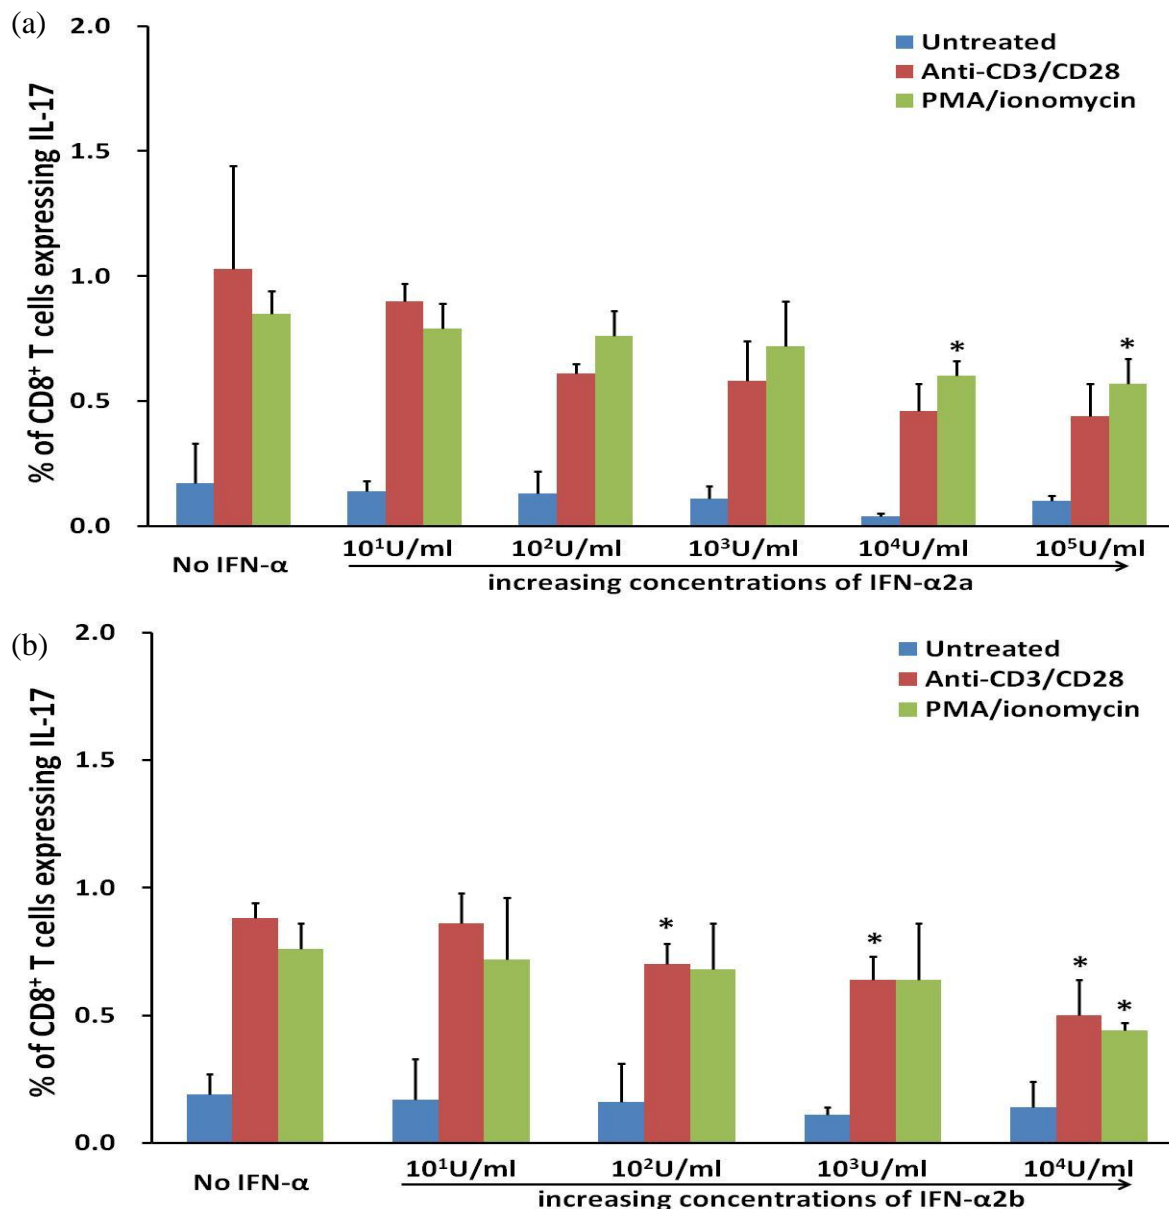 (a)
% of CD8⁺ T cells expressing IL-17
2.0
1.5
1.0
0.5
0.0
Untreated
Anti-CD3/CD28
PMA/ionomycin
*
*
No IFN-α
10¹U/ml
10²U/ml
10³U/ml
10⁴U/ml
10⁵U/ml
increasing concentrations of IFN-α2a
(b)
% of CD8⁺ T cells expressing IL-17
2.0
1.5
1.0
0.5
0.0
Untreated
Anti-CD3/CD28
PMA/ionomycin
*
*
*
*
No IFN-α
10¹U/ml
10²U/ml
10³U/ml
10⁴U/ml
increasing concentrations of IFN-α2b